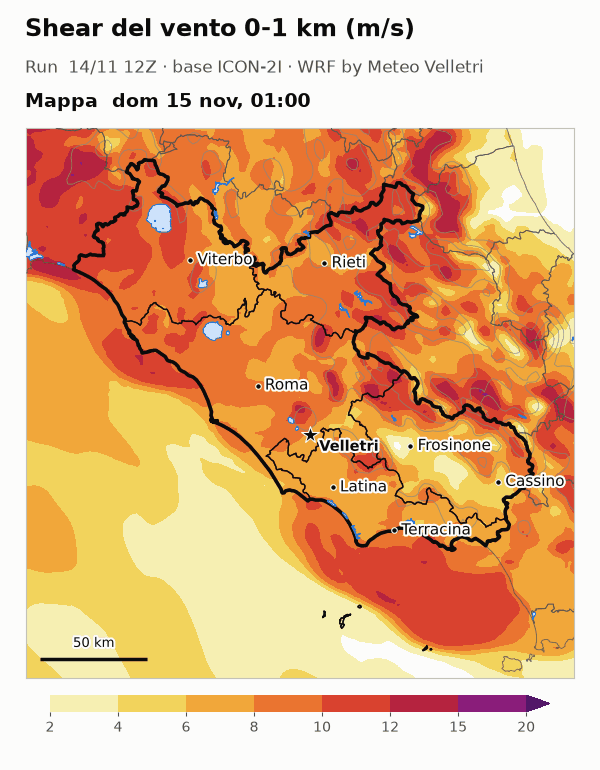 Shear del vento 0-1 km (m/s)
Run  14/11 12Z · base ICON-2I · WRF by Meteo Velletri
Mappa  dom 15 nov, 01:00
Viterbo
Rieti
Roma
Velletri
Frosinone
Latina
Cassino
Terracina
50 km
2 4 6 8 10 12 15 20